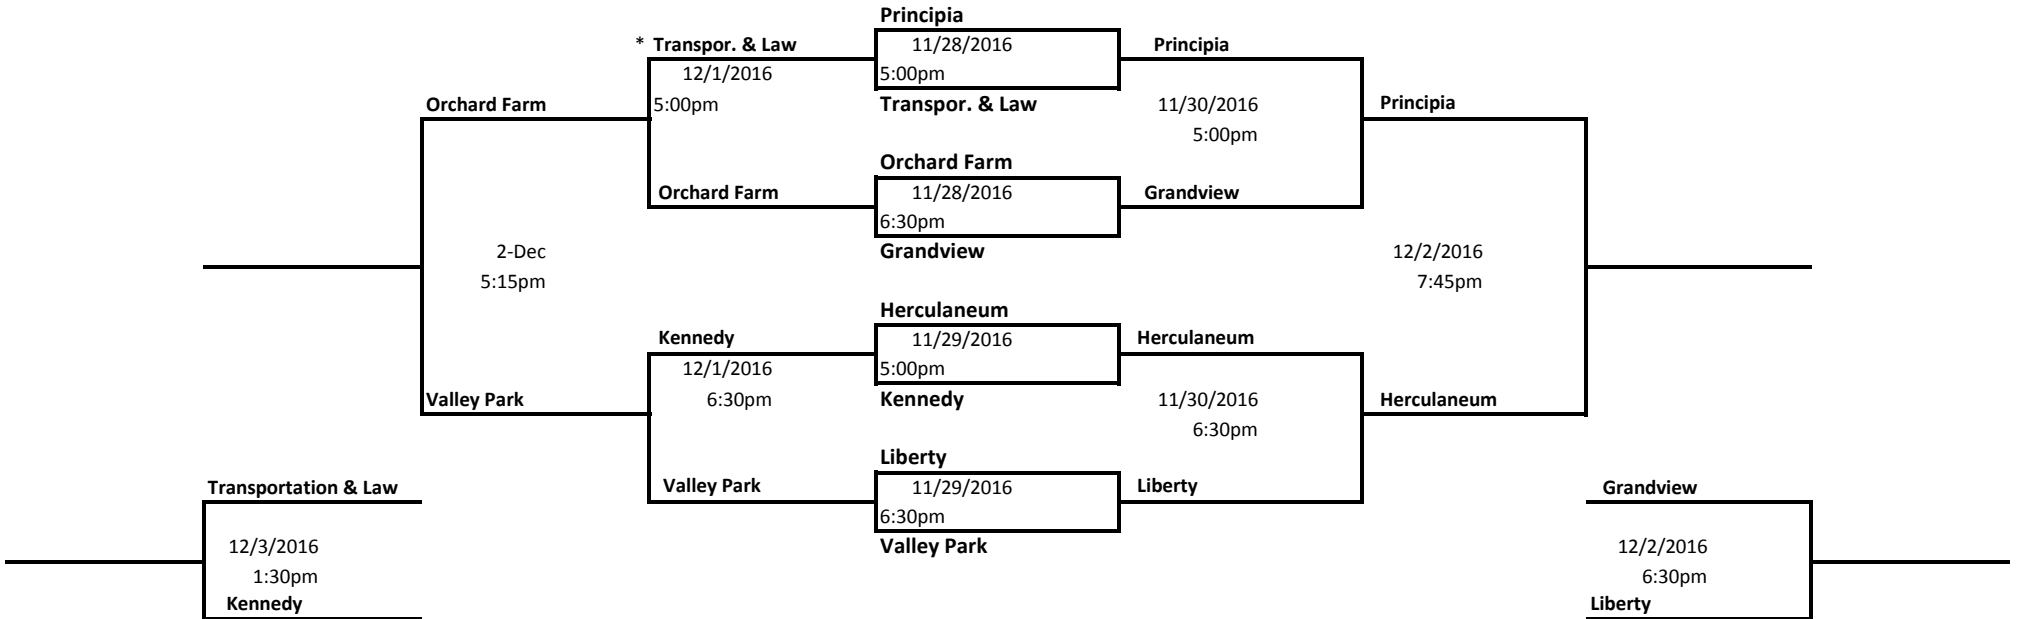 Principia
* Transpor. & Law
11/28/2016
Principia
12/1/2016
5:00pm
Orchard Farm
5:00pm
Transpor. & Law
11/30/2016
Principia
5:00pm
Orchard Farm
Orchard Farm
11/28/2016
Grandview
6:30pm
2-Dec
Grandview
12/2/2016
5:15pm
7:45pm
Herculaneum
Kennedy
11/29/2016
Herculaneum
12/1/2016
5:00pm
Valley Park
6:30pm
Kennedy
11/30/2016
Herculaneum
6:30pm
Liberty
Transportation & Law
Valley Park
11/29/2016
Liberty
Grandview
6:30pm
12/3/2016
Valley Park
12/2/2016
1:30pm
6:30pm
Kennedy
Liberty